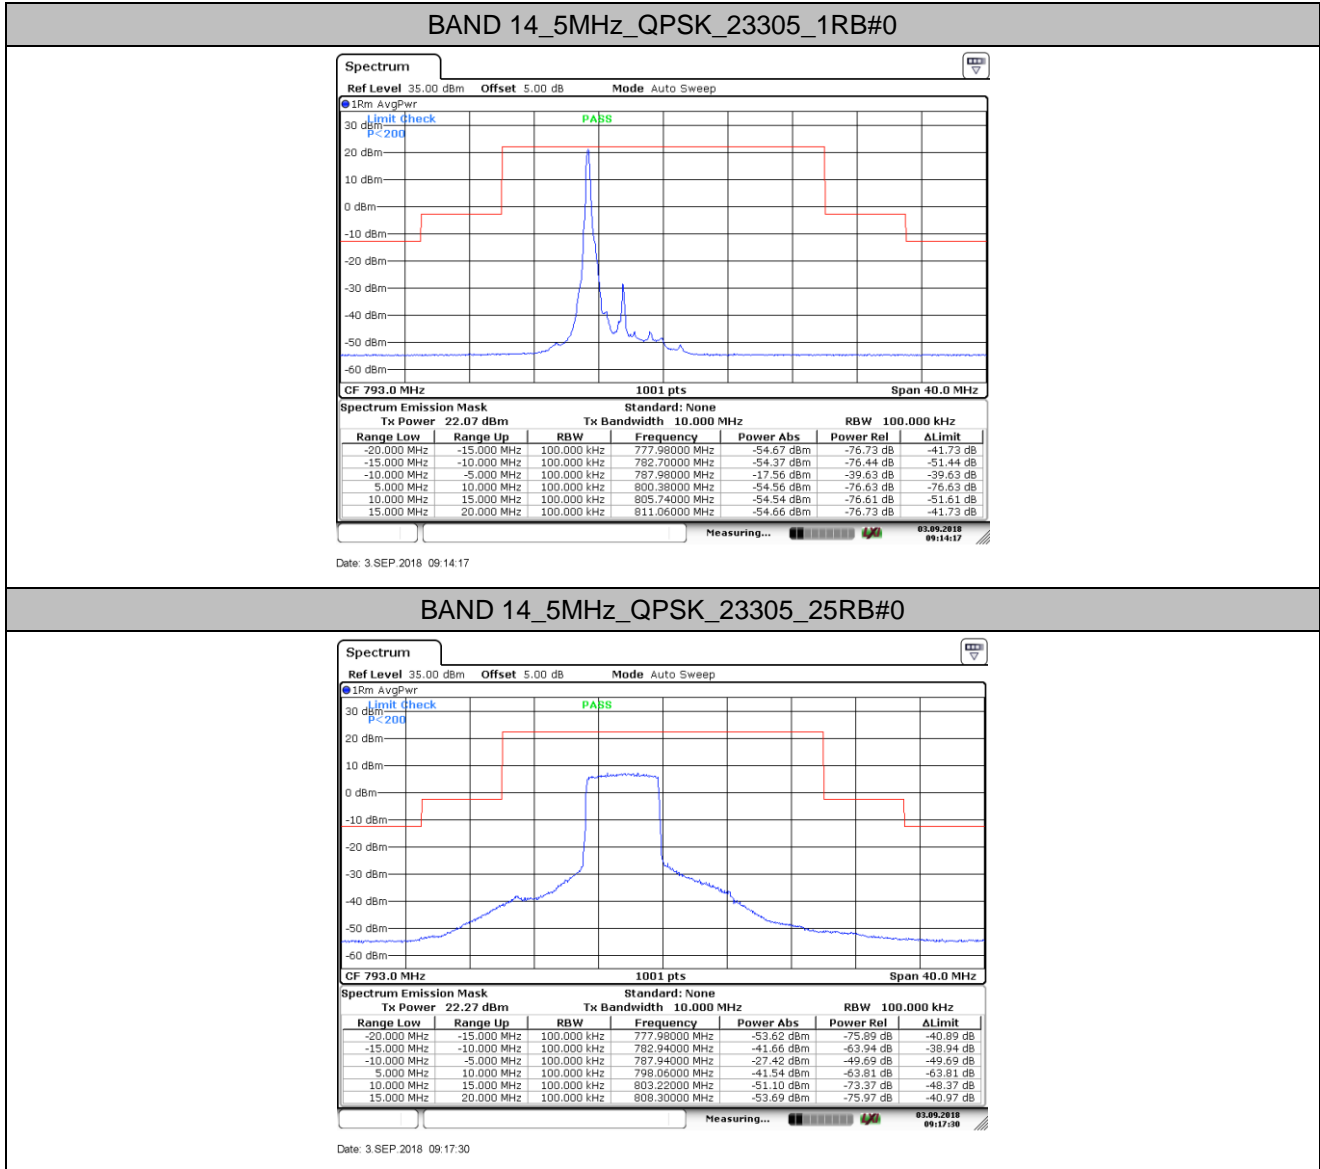 BAND 14_5MHz_QPSK_23305_1RB#0
Spectrum
Ref Level 35.00 dBm Offset 5.00 dB Mode Auto Sweep
1Rm AvgPwr
Limit Check PASS
30 dBm
P<200
20 dBm
10 dBm
0 dBm
-10 dBm
-20 dBm
-30 dBm
-40 dBm
-50 dBm
-60 dBm
CF 793.0 MHz 1001 pts Span 40.0 MHz
Spectrum Emission Mask Standard: None
Tx Power 22.07 dBm Tx Bandwidth 10.000 MHz RBW 100.000 kHz
Range Low Range Up RBW Frequency Power Abs Power Rel ΔLimit
-20.000 MHz -15.000 MHz 100.000 kHz 777.98000 MHz -54.67 dBm -76.73 dB -41.73 dB
-15.000 MHz -10.000 MHz 100.000 kHz 782.70000 MHz -54.37 dBm -76.44 dB -51.44 dB
-10.000 MHz -5.000 MHz 100.000 kHz 787.98000 MHz -17.56 dBm -39.63 dB -39.63 dB
5.000 MHz 10.000 MHz 100.000 kHz 800.38000 MHz -54.56 dBm -76.63 dB -76.63 dB
10.000 MHz 15.000 MHz 100.000 kHz 805.74000 MHz -54.54 dBm -76.61 dB -51.61 dB
15.000 MHz 20.000 MHz 100.000 kHz 811.06000 MHz -54.66 dBm -76.73 dB -41.73 dB
Measuring... LXI 03.09.2018
09:14:17
Date: 3.SEP.2018 09:14:17
BAND 14_5MHz_QPSK_23305_25RB#0
Spectrum
Ref Level 35.00 dBm Offset 5.00 dB Mode Auto Sweep
1Rm AvgPwr
Limit Check PASS
30 dBm
P<200
20 dBm
10 dBm
0 dBm
-10 dBm
-20 dBm
-30 dBm
-40 dBm
-50 dBm
-60 dBm
CF 793.0 MHz 1001 pts Span 40.0 MHz
Spectrum Emission Mask Standard: None
Tx Power 22.27 dBm Tx Bandwidth 10.000 MHz RBW 100.000 kHz
Range Low Range Up RBW Frequency Power Abs Power Rel ΔLimit
-20.000 MHz -15.000 MHz 100.000 kHz 777.98000 MHz -53.62 dBm -75.89 dB -40.89 dB
-15.000 MHz -10.000 MHz 100.000 kHz 782.94000 MHz -41.66 dBm -63.94 dB -38.94 dB
-10.000 MHz -5.000 MHz 100.000 kHz 787.94000 MHz -27.42 dBm -49.69 dB -49.69 dB
5.000 MHz 10.000 MHz 100.000 kHz 798.06000 MHz -41.54 dBm -63.81 dB -63.81 dB
10.000 MHz 15.000 MHz 100.000 kHz 803.22000 MHz -51.10 dBm -73.37 dB -48.37 dB
15.000 MHz 20.000 MHz 100.000 kHz 808.30000 MHz -53.69 dBm -75.97 dB -40.97 dB
Measuring... LXI 03.09.2018
09:17:30
Date: 3.SEP.2018 09:17:30